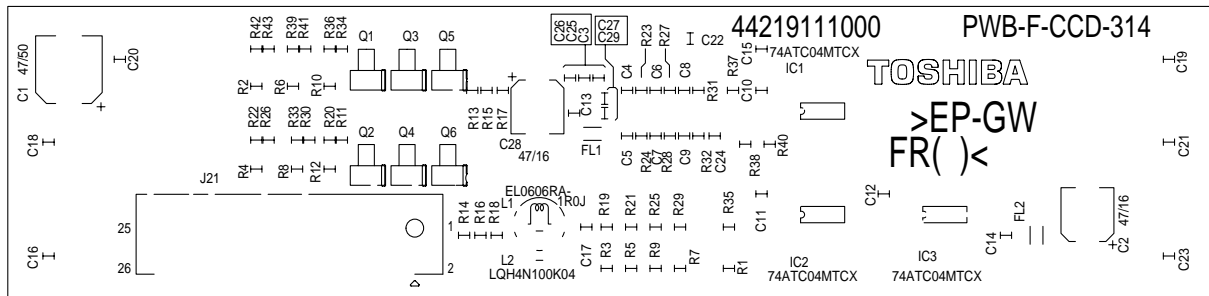 44219111000 PWB-F-CCD-314
R42 R43 R39 R41 R36 R34
Q1 Q3 Q5
C26 C25 C3 C27 C29
C4 R23 C6 R27 C8 C22
R37 C15 74ATC04MTCX
IC1
C1 47/50 C20 C19
TOSHIBA
R2 R6 R10
R13 R15 R17 C13 R31 C10
>EP-GW
R22 R26 R33 R30 R20 R11
Q2 Q4 Q6
C28 47/16 FL1
C5 R24 C7 R28 C9 R32 C24 R38 R40
FR( )<
C18 C21
R4 R8 R12
J21
EL0606RA-
1R0J
L1
R14 R16 R18 R19 R21 R25 R29 R35 C11 C12
FL2 47/16
25 1
C17 C14 C2
C16 26 2
L2
LQH4N100K04
R3 R5 R9 R7 R1
IC2 IC3
74ATC04MTCX 74ATC04MTCX
C23